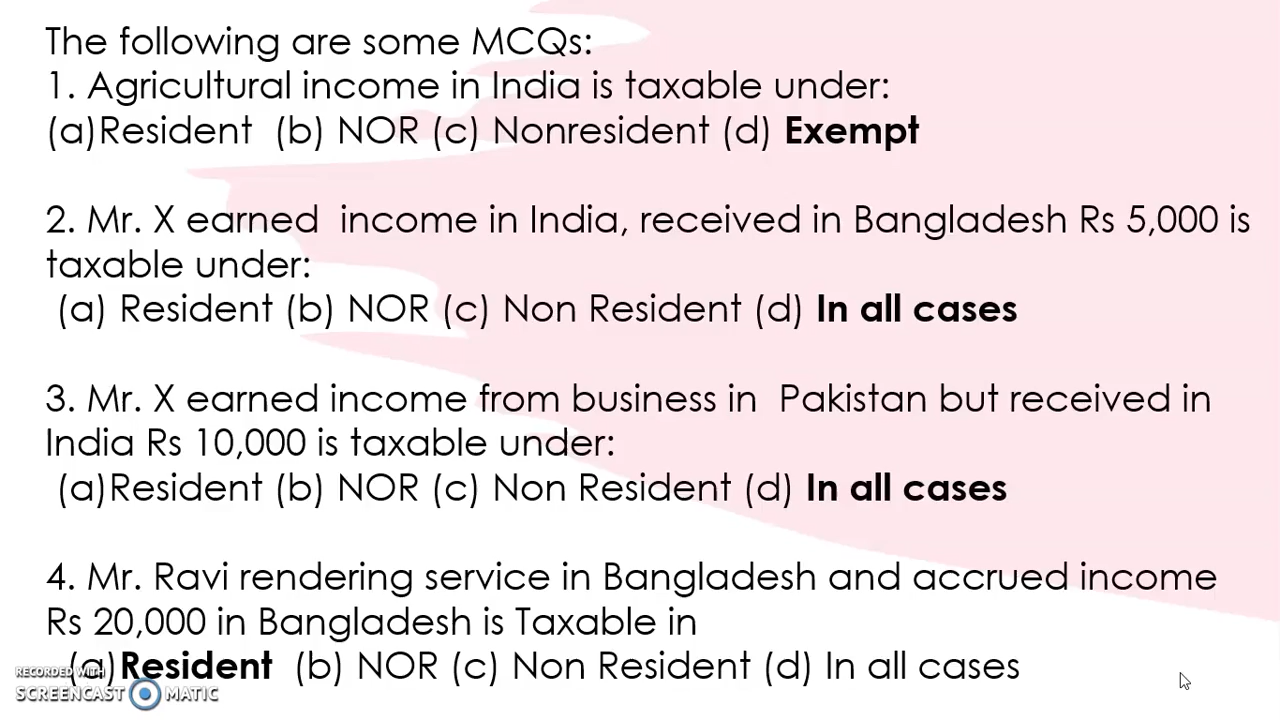 The following are some MCQs:
1. Agricultural income in India is taxable under:
(a)Resident (b) NOR (c) Nonresident (d) Exempt
2. Mr. X earned income in India, received in Bangladesh Rs 5,000 is
taxable under:
(a) Resident (b) NOR (c) Non Resident (d) In all cases
3. Mr. X earned income from business in Pakistan but received in
India Rs 10,000 is taxable under:
(a)Resident (b) NOR (c) Non Resident (d) In all cases
4. Mr. Ravi rendering service in Bangladesh and accrued income
Rs 20,000 in Bangladesh is Taxable in
(a)Resident (b) NOR (c) Non Resident (d) In all cases
RECORDED WITH
SCREENCAST MATIC